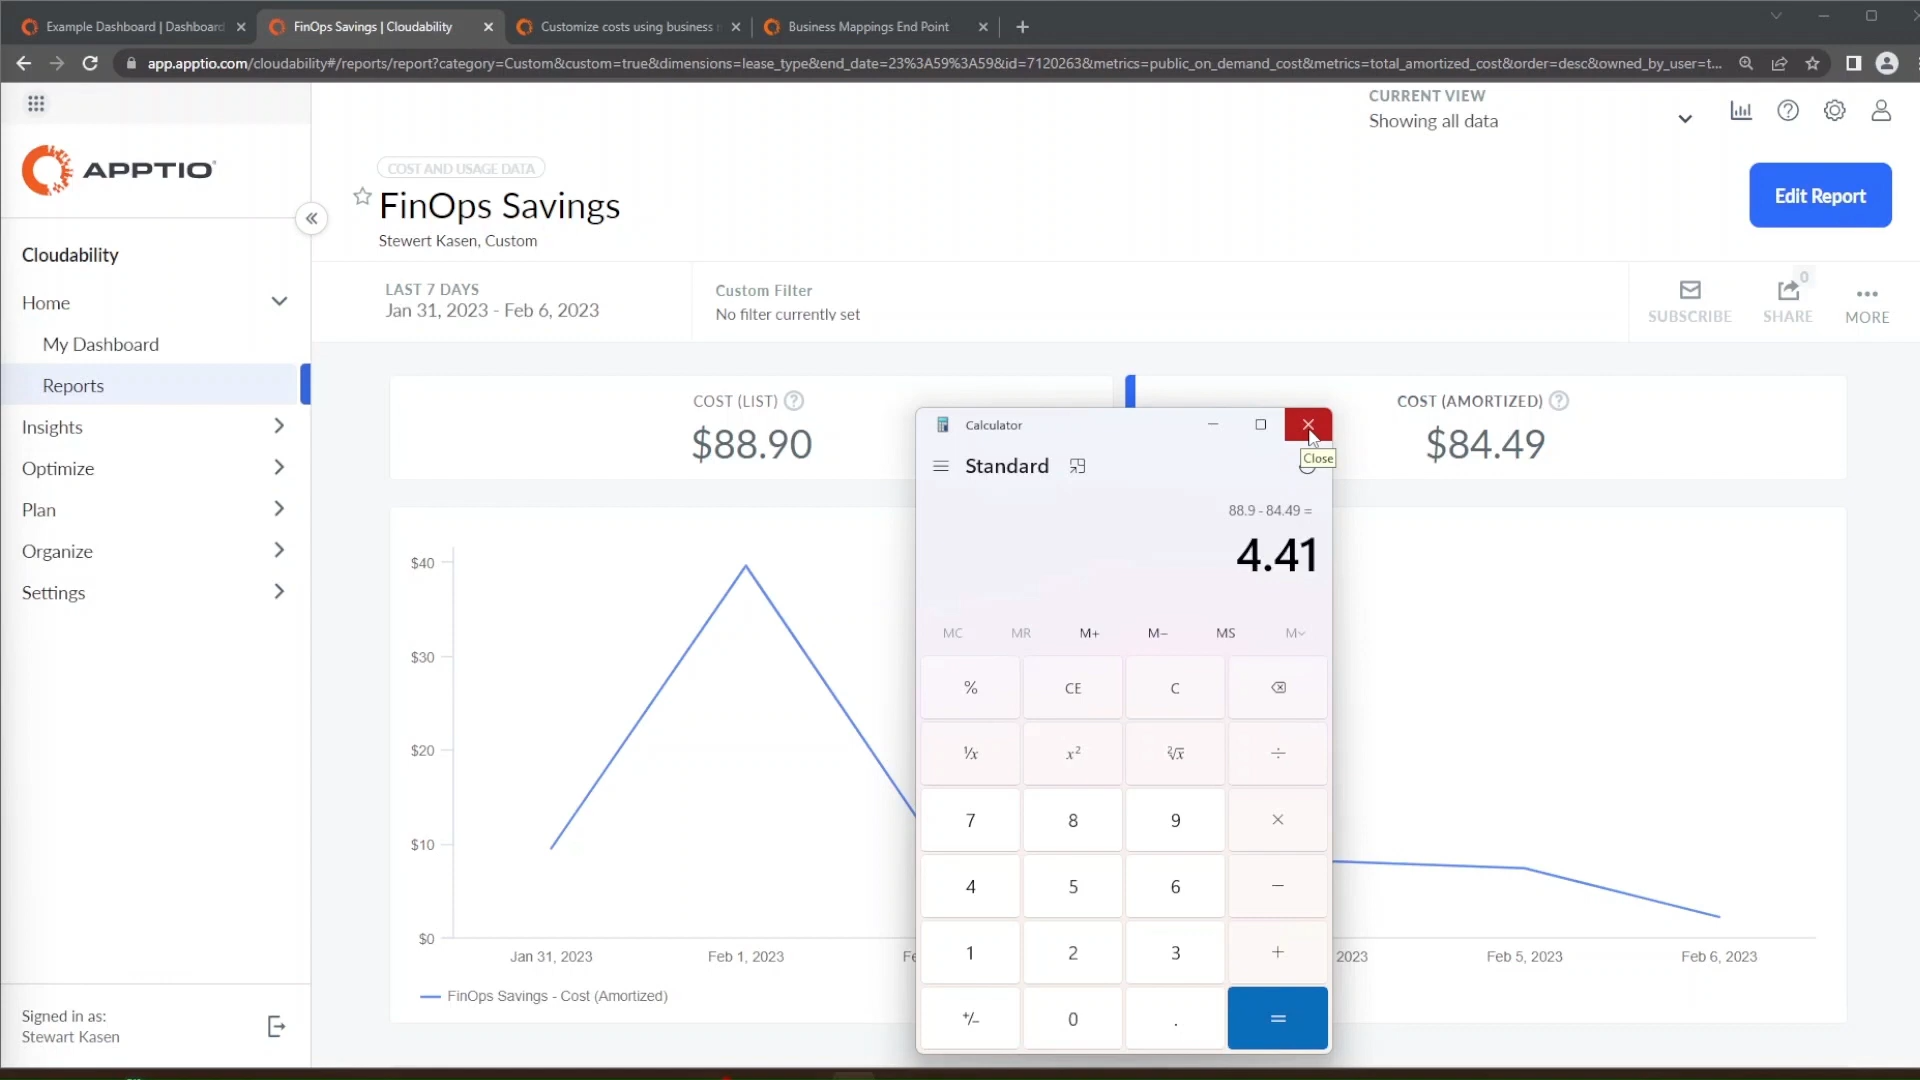 Example Dashboard | Dashboard
FinOps Savings | Cloudability
Customize costs using business
Business Mappings End Point
app.apptio.com/cloudability#/reports/report?category=Custom&custom=true&dimensions=lease_type&end_date=23%3A59%3A59&id=7120263&metrics=public_on_demand_cost&metrics=total_amortized_cost&order=desc&owned_by_user=t...
CURRENT VIEW
Showing all data
APPTIO
COST AND USAGE DATA
FinOps Savings
Stewert Kasen, Custom
Edit Report
Cloudability
Home
My Dashboard
Reports
Insights
Optimize
Plan
Organize
Settings
Signed in as:
Stewart Kasen
LAST 7 DAYS
Jan 31, 2023 - Feb 6, 2023
Custom Filter
No filter currently set
SUBSCRIBE
0
SHARE
MORE
COST (LIST) ?
$88.90
COST (AMORTIZED) ?
$84.49
$40
$30
$20
$10
$0
Jan 31, 2023
Feb 1, 2023
Fe
2023
Feb 5, 2023
Feb 6, 2023
FinOps Savings - Cost (Amortized)
Calculator
Close
Standard
88.9 - 84.49 =
4.41
MC MR M+ M− MS M
% CE C
1/x x² ²√x ÷
7 8 9 ×
4 5 6 −
1 2 3 +
+/− 0 . =